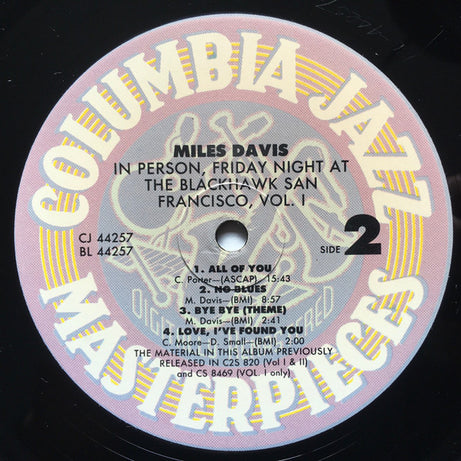 COLUMBIA JAZZ
MASTERPIECES
MILES DAVIS
IN PERSON, FRIDAY NIGHT AT
THE BLACKHAWK SAN
FRANCISCO, VOL. I
CJ 44257
BL 44257
SIDE 2
1. ALL OF YOU
C. Porter—(ASCAP) 15:43
2. NO BLUES
M. Davis—(BMI) 8:57
3. BYE BYE (THEME)
M. Davis—(BMI) 2:41
4. LOVE, I'VE FOUND YOU
C. Moore—D. Small—(BMI) 2:00
THE MATERIAL IN THIS ALBUM PREVIOUSLY
RELEASED IN C2S 820 (Vol I & II)
and CS 8469 (VOL. I only)